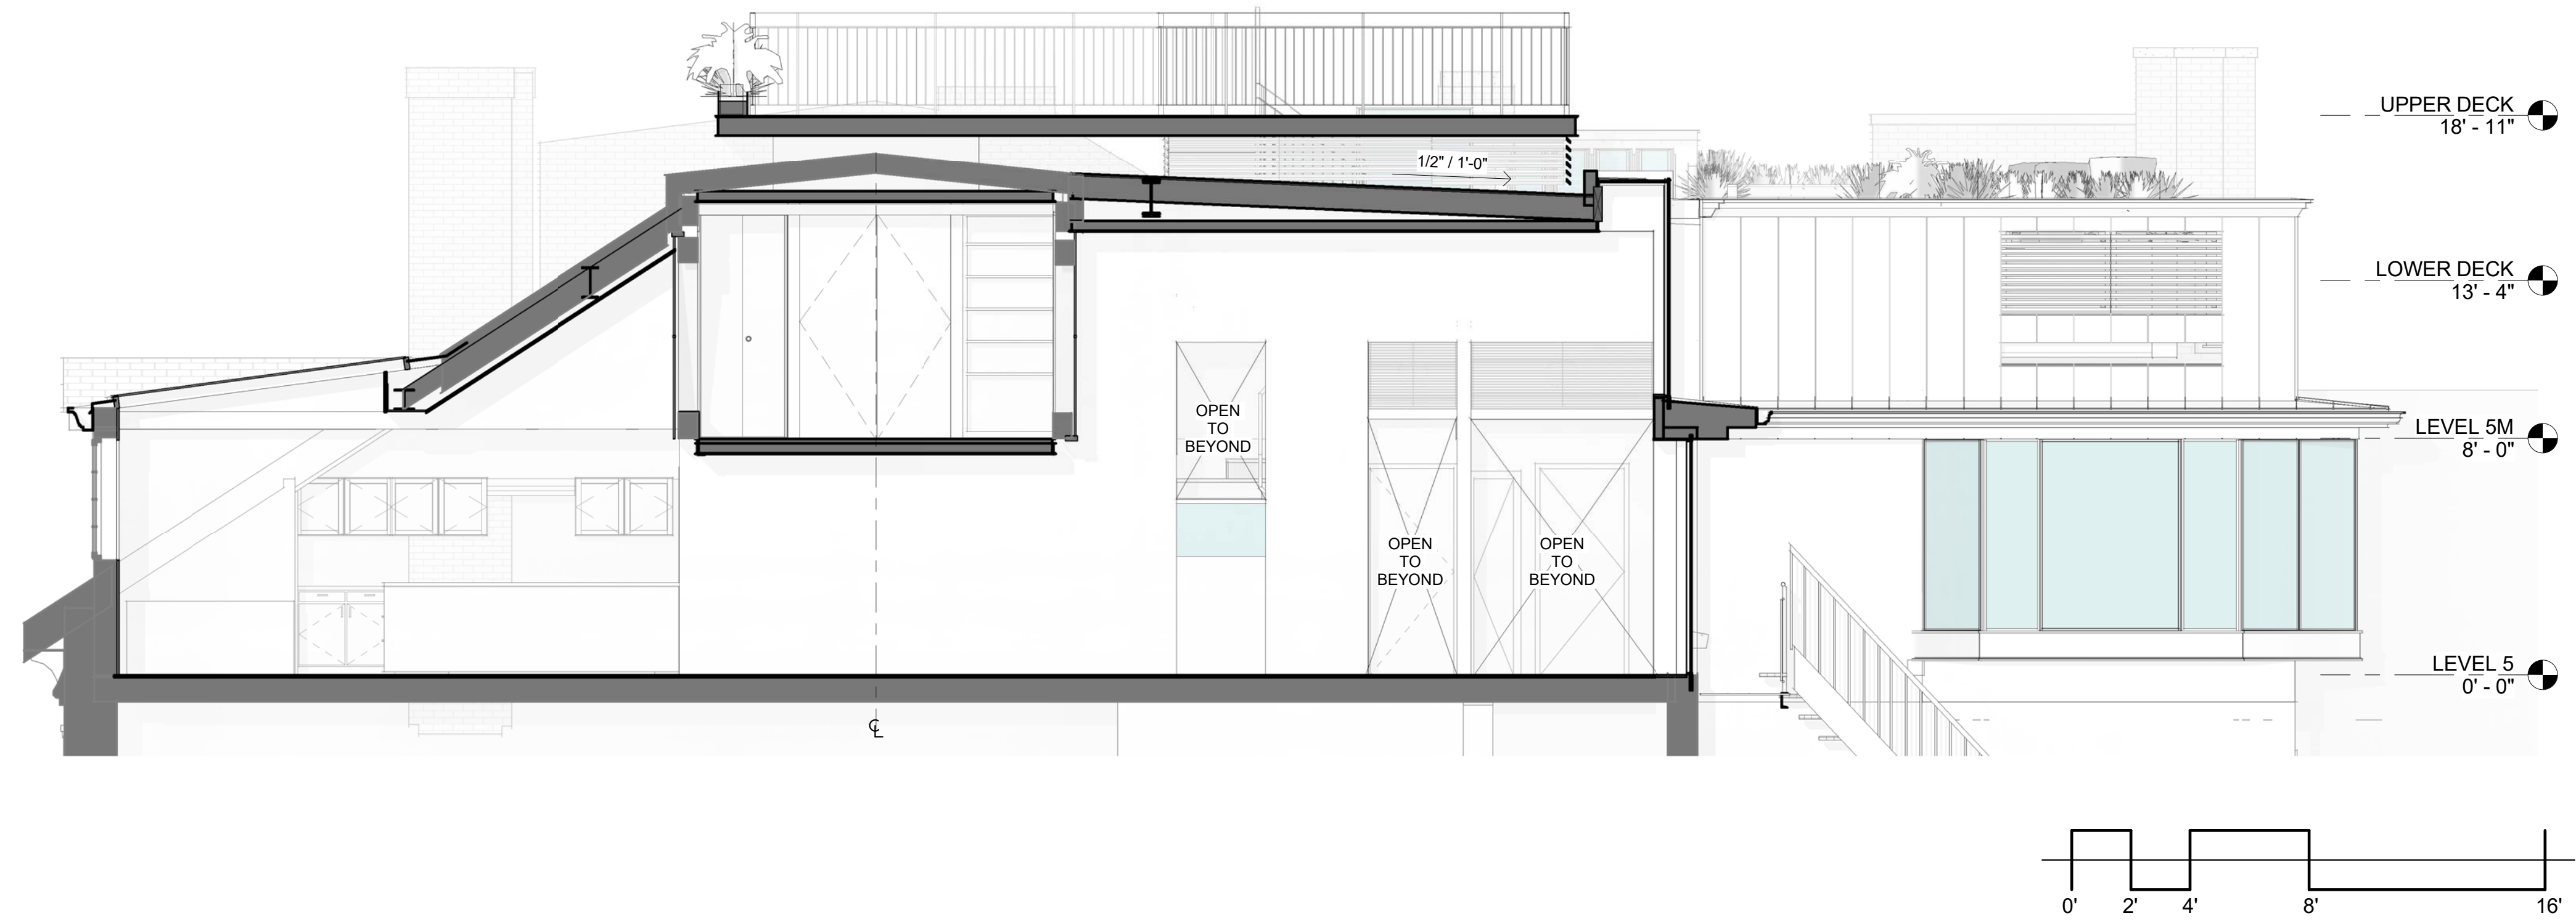 UPPER DECK
18' - 11"
1/2" / 1'-0"
LOWER DECK
13' - 4"
OPEN
TO
BEYOND
LEVEL 5M
8' - 0"
OPEN
TO
BEYOND
OPEN
TO
BEYOND
LEVEL 5
0' - 0"
℄
0' 2' 4' 8' 16'